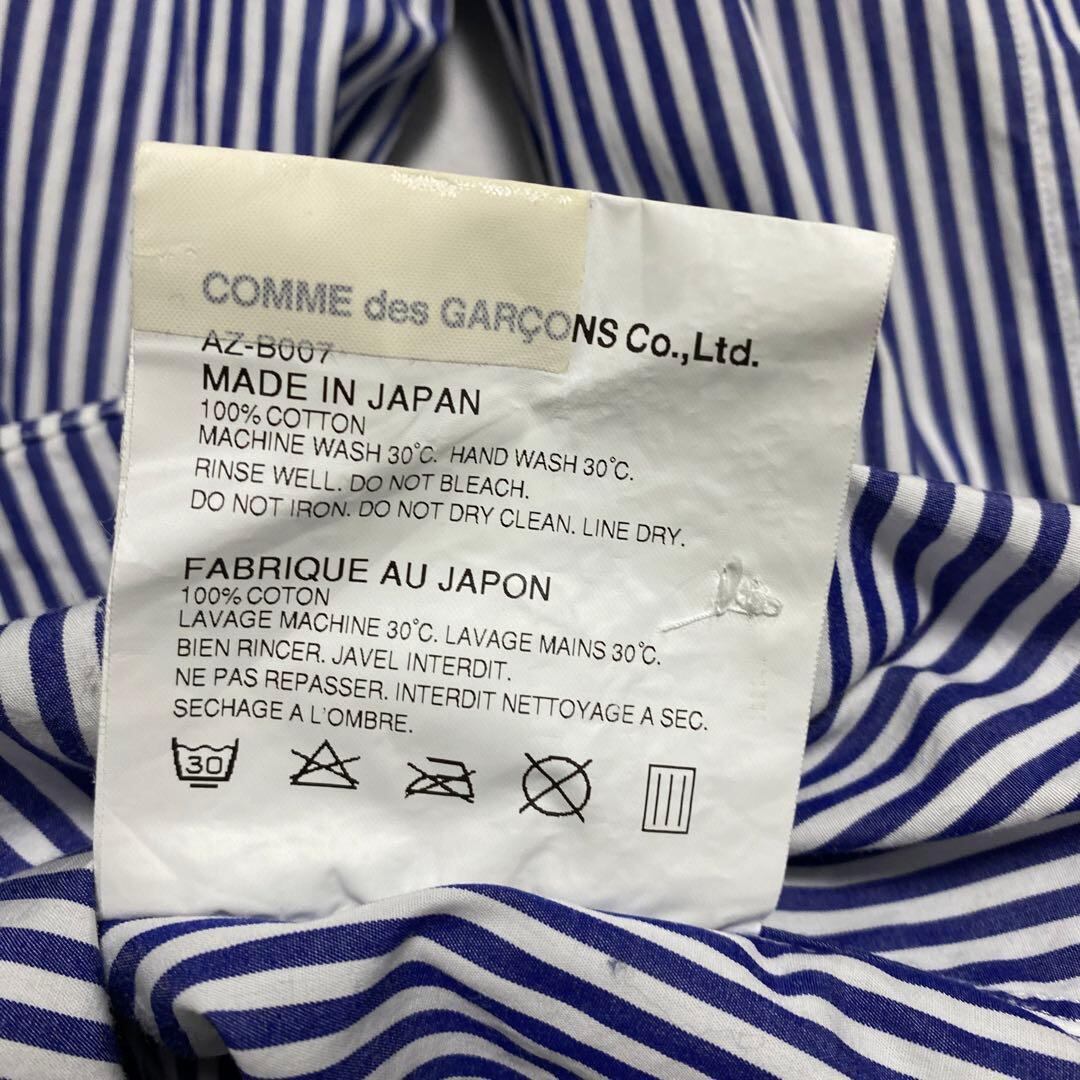 COMME des GARÇONS Co.,Ltd.
AZ-B007
MADE IN JAPAN
100% COTTON
MACHINE WASH 30°C. HAND WASH 30°C.
RINSE WELL. DO NOT BLEACH.
DO NOT IRON. DO NOT DRY CLEAN. LINE DRY.
FABRIQUE AU JAPON
100% COTON
LAVAGE MACHINE 30°C. LAVAGE MAINS 30°C.
BIEN RINCER. JAVEL INTERDIT.
NE PAS REPASSER. INTERDIT NETTOYAGE A SEC.
SECHAGE A L'OMBRE.
30